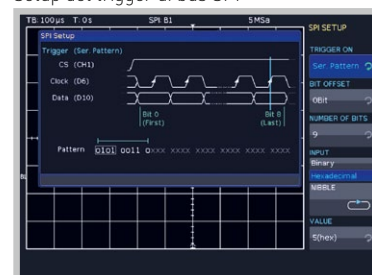 Setup del trigger di bus SPI
TB: 100µs T: 0s SPI B1 5MSa
SPI SETUP
SPI Setup
Trigger (Ser. Pattern)
CS (CH1)
Clock (D6)
Data (D10)
Bit 0
(First)
Bit 8
(Last)
Pattern 0101 0011 0xxx xxxx xxxx xxxx xxxx xxxx
TRIGGER ON
Ser. Pattern
BIT OFFSET
0Bit
NUMBER OF BITS
9
INPUT
Binary
Hexadecimal
NIBBLE
VALUE
5(hex)